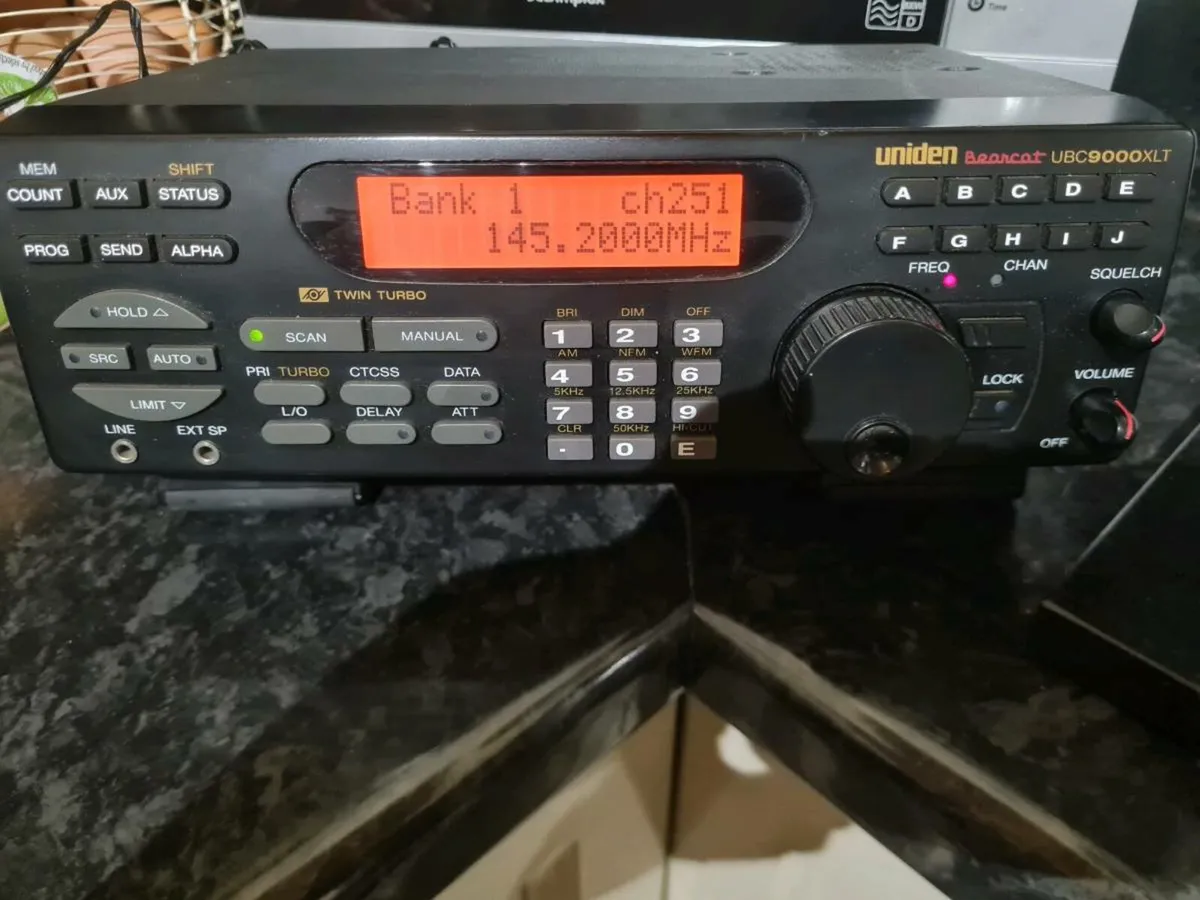 Time
uniden Bearcat UBC9000XLT
MEM
SHIFT
COUNT AUX STATUS
Bank 1 ch251
145.2000MHz
A B C D E
PROG SEND ALPHA
F G H I J
FREQ CHAN
SQUELCH
TWIN TURBO
HOLD △
BRI DIM OFF
SCAN MANUAL
1 2 3
SRC AUTO
AM NFM WFM
PRI TURBO CTCSS DATA
4 5 6
LOCK
VOLUME
5KHz 12.5KHz 25KHz
LIMIT ▽
L/O DELAY ATT
7 8 9
LINE EXT SP
CLR 50KHz HI-CUT
. 0 E
OFF